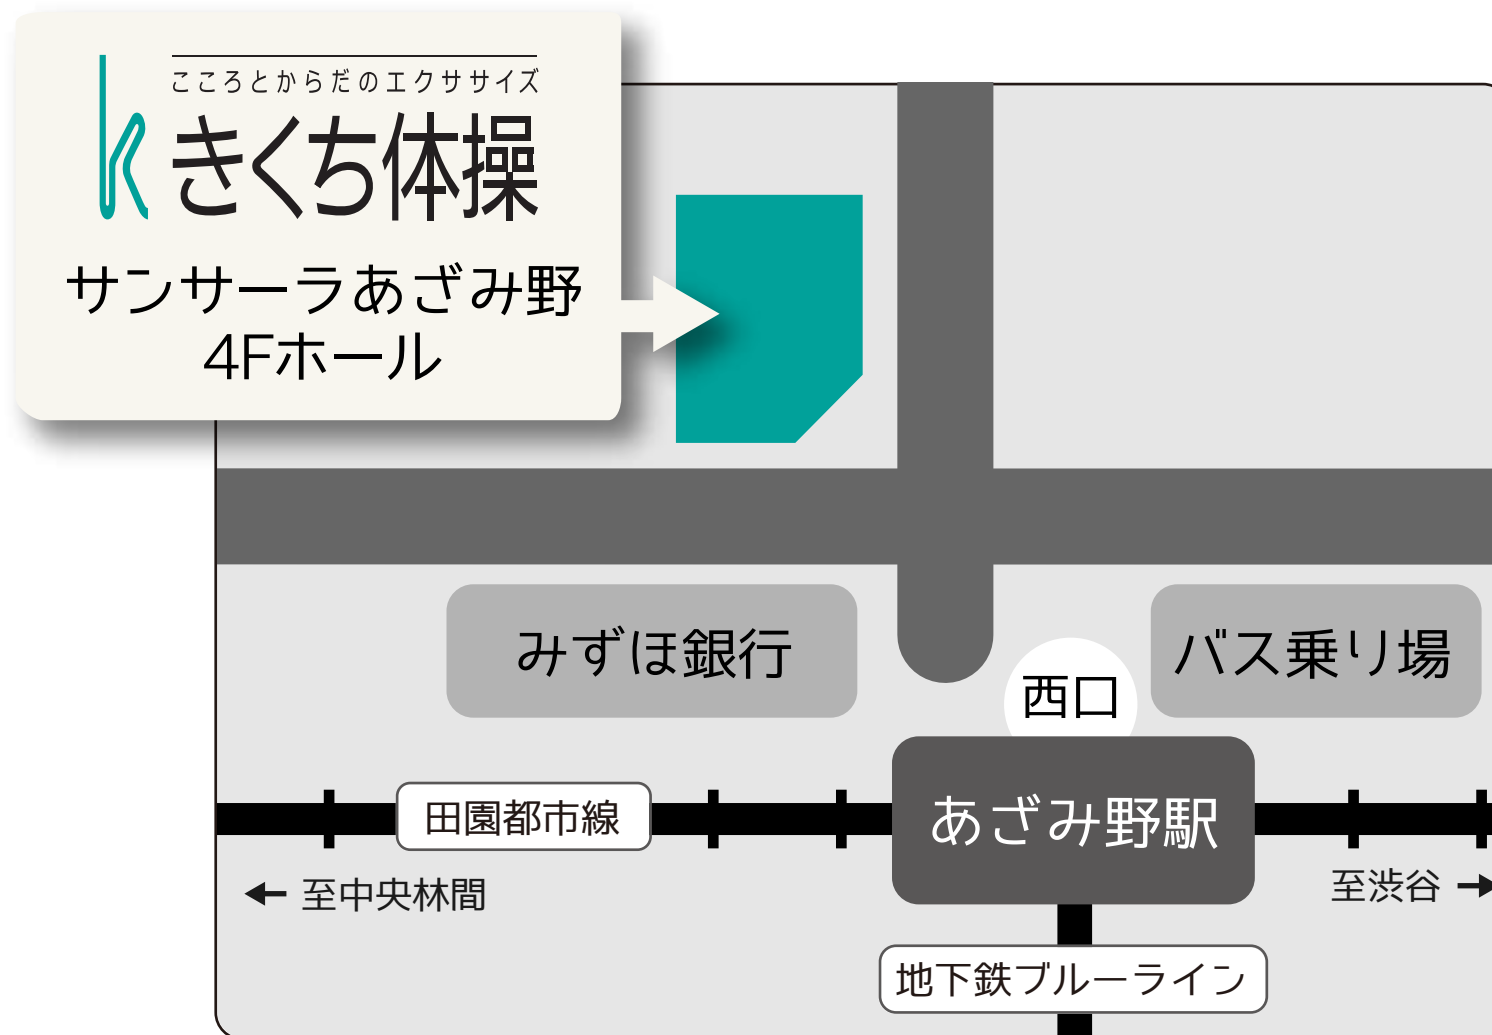 こころとからだのエクササイズ
きくち体操
サンサーラあざみ野
4Fホール
みずほ銀行
バス乗り場
西口
あざみ野駅
田園都市線
← 至中央林間
至渋谷 →
地下鉄ブルーライン